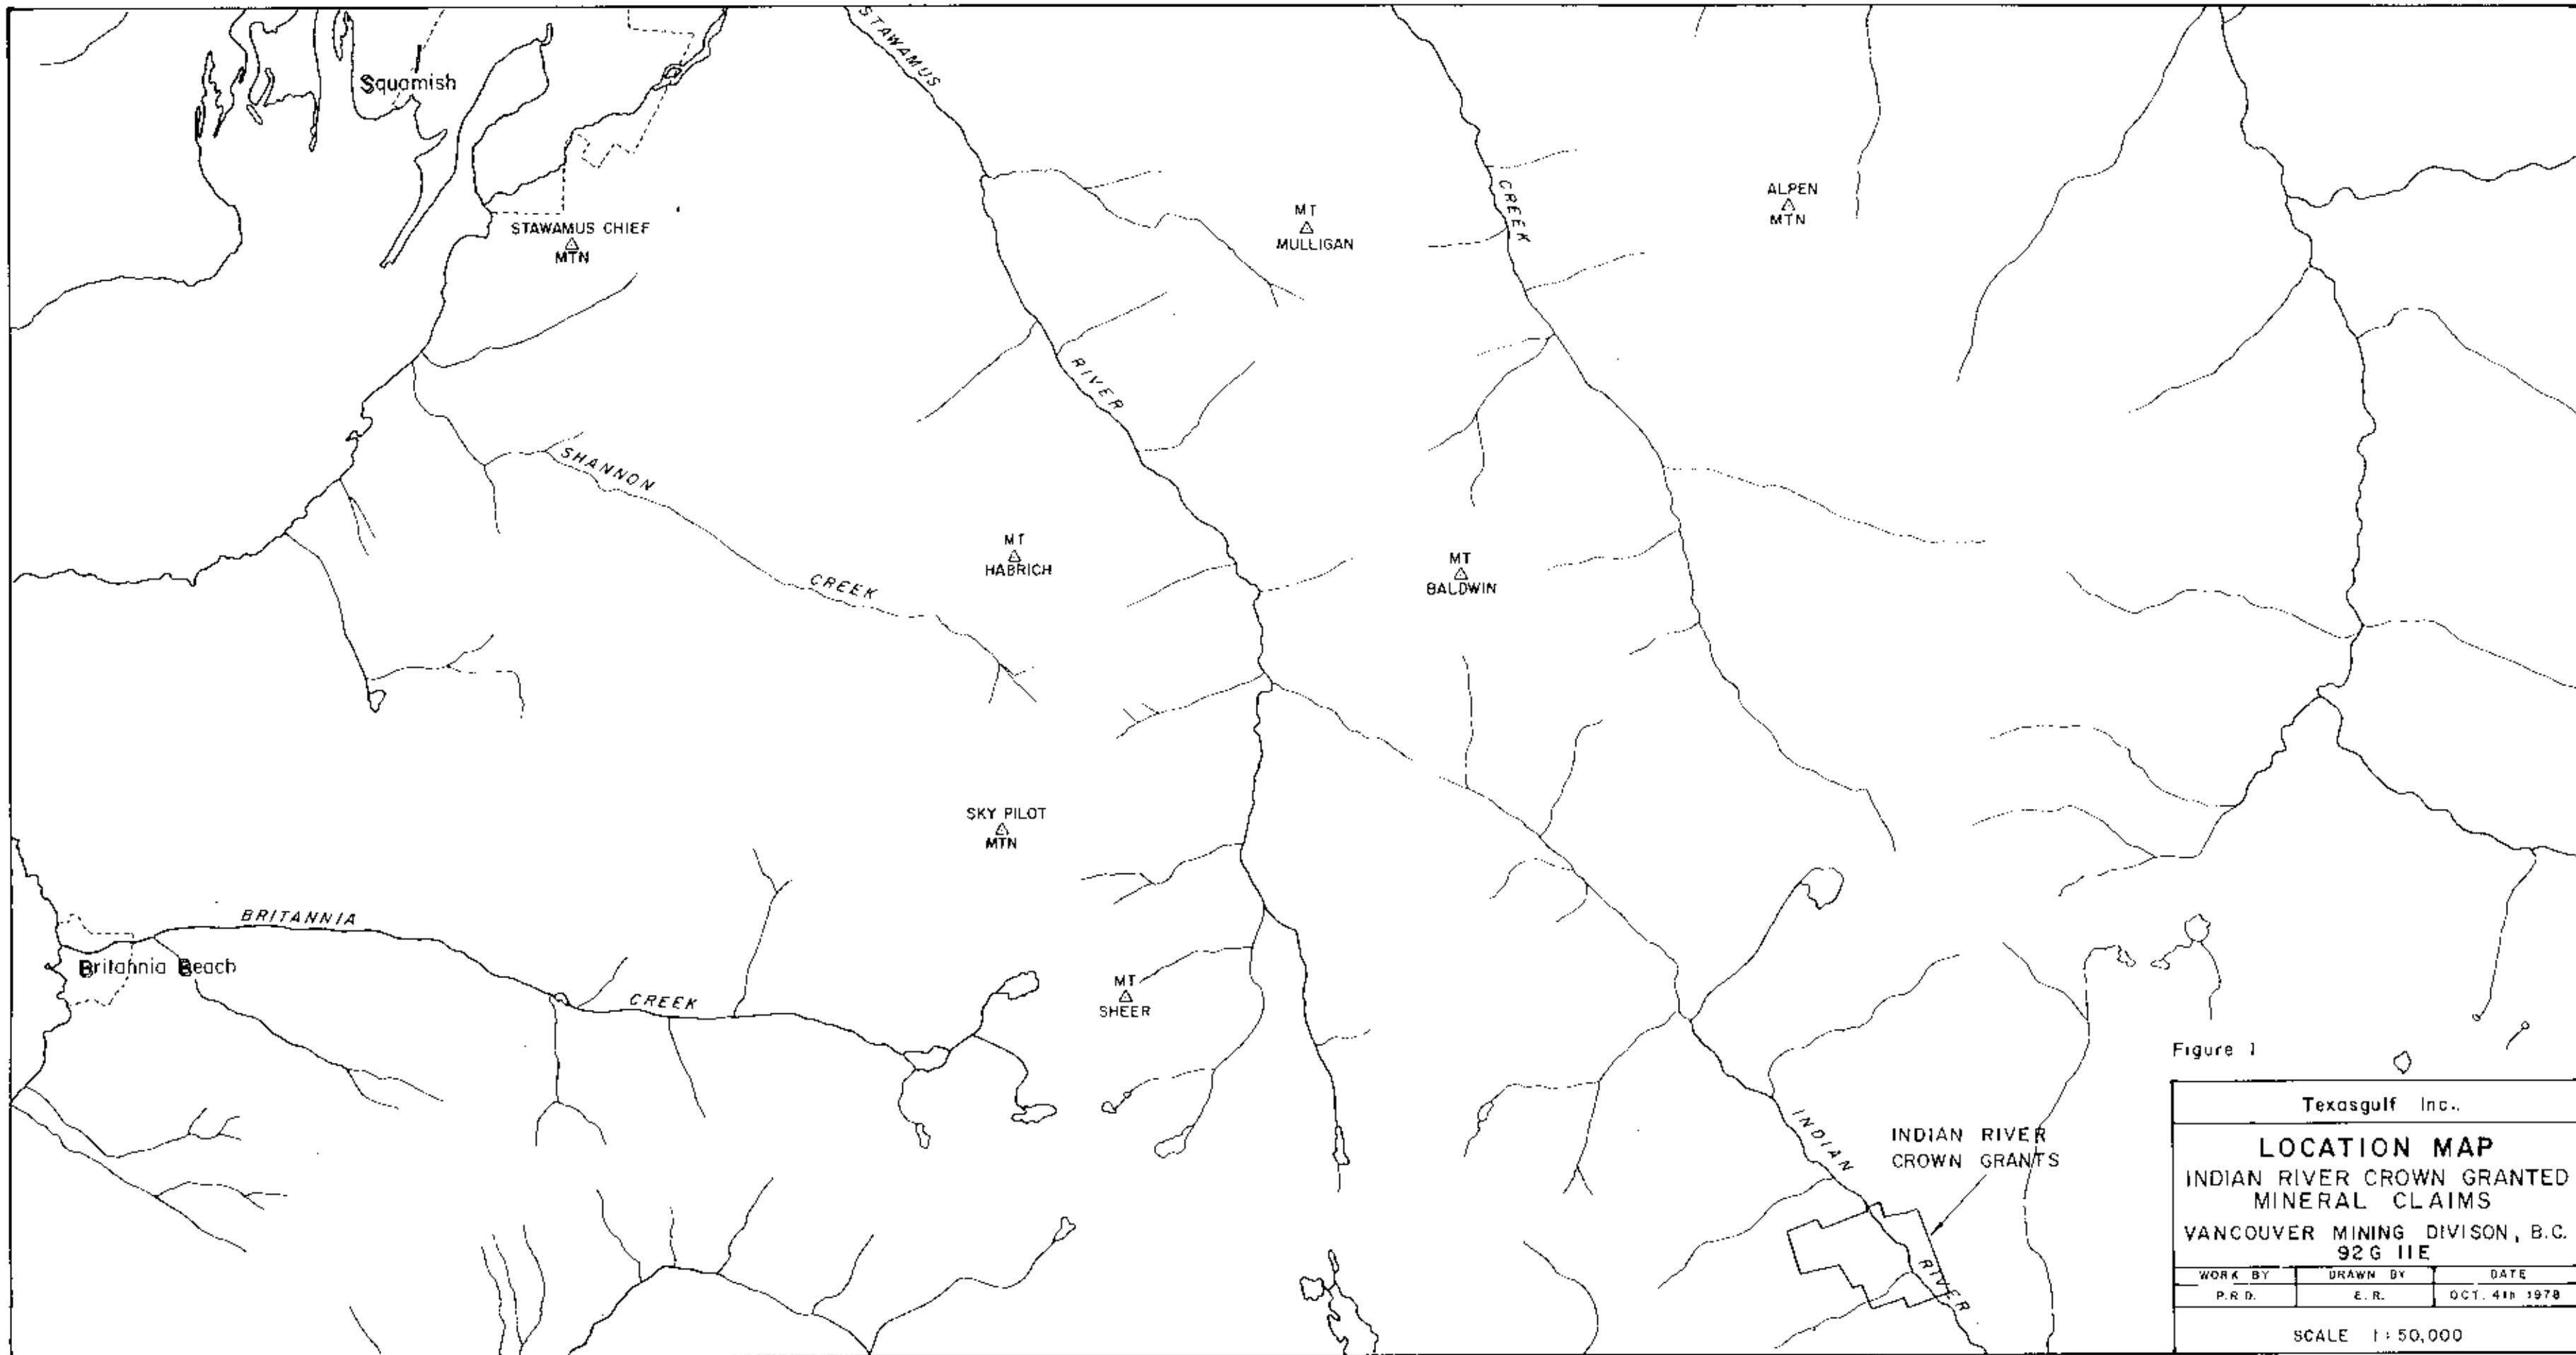 STAWAMUS
Squamish
STAWAMUS CHIEF
MTN
MT
MULLIGAN
CREEK
ALPEN
MTN
RIVER
SHANNON
CREEK
MT
HABRICH
MT
BALDWIN
SKY PILOT
MTN
BRITANNIA
Britannia Beach
CREEK
MT
SHEER
INDIAN
RIVER
INDIAN RIVER
CROWN GRANTS
Figure 1
Texasgulf Inc..
LOCATION MAP
INDIAN RIVER CROWN GRANTED
MINERAL CLAIMS
VANCOUVER MINING DIVISON, B.C.
92G 11E
WORK BY DRAWN BY DATE
P.R.D. E.R. OCT. 4th 1978
SCALE 1:50,000